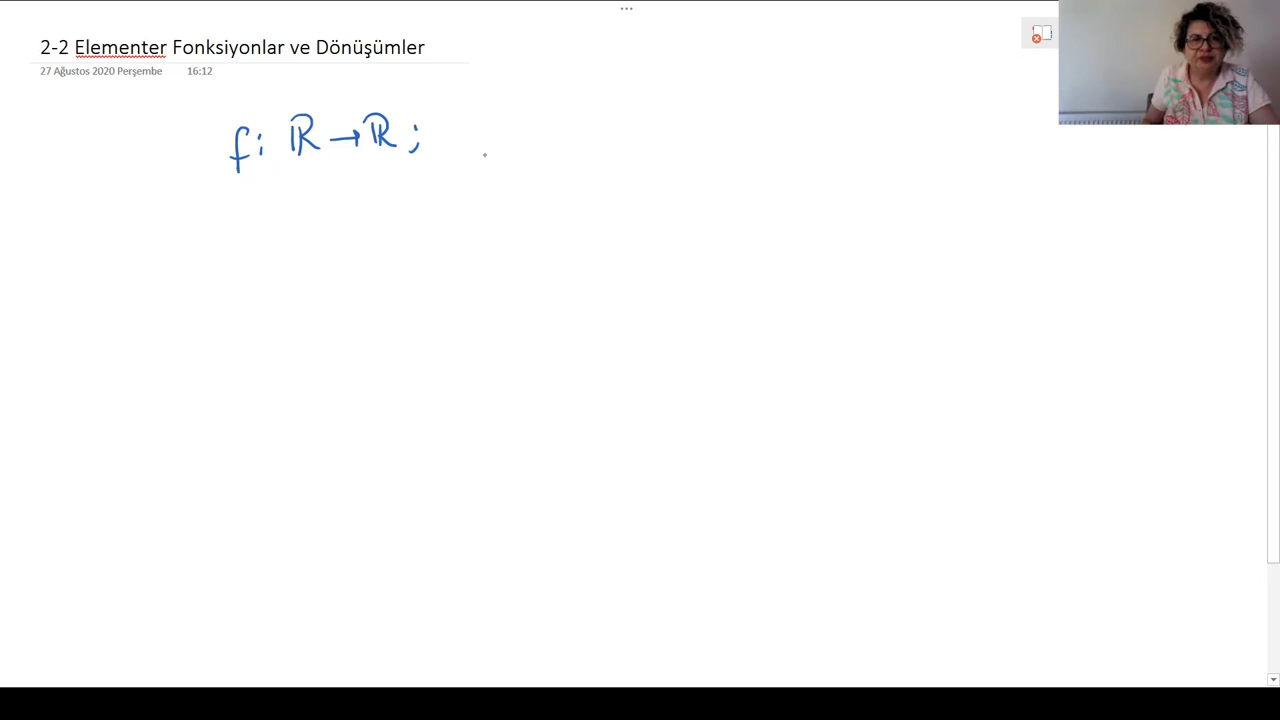 2-2 Elementer Fonksiyonlar ve Dönüşümler
27 Ağustos 2020 Perşembe 16:12
f: ℝ → ℝ ;